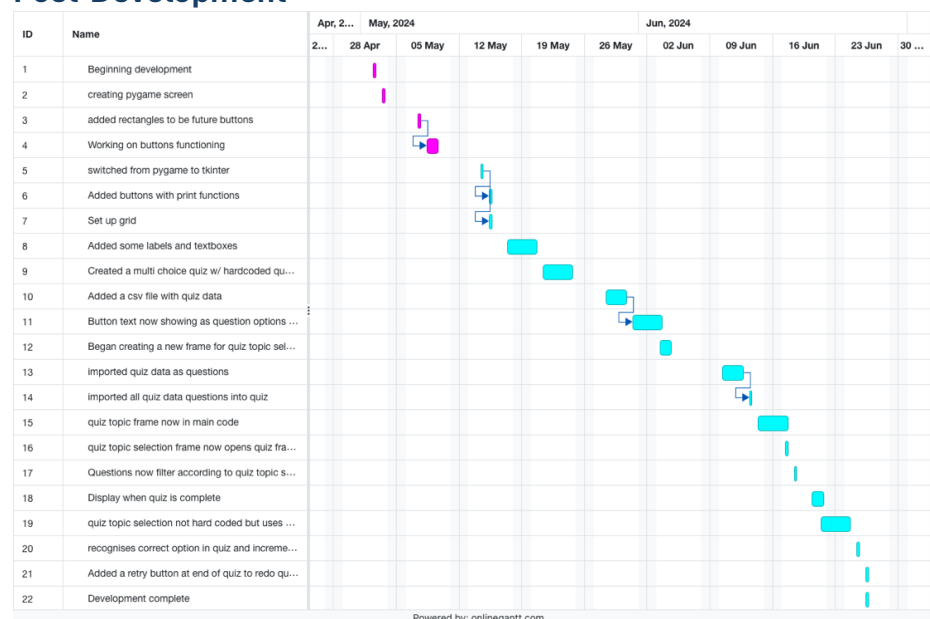 Post Development
ID Name Apr, 2... May, 2024 Jun, 2024
2... 28 Apr 05 May 12 May 19 May 26 May 02 Jun 09 Jun 16 Jun 23 Jun 30 ...
1 Beginning development
2 creating pygame screen
3 added rectangles to be future buttons
4 Working on buttons functioning
5 switched from pygame to tkinter
6 Added buttons with print functions
7 Set up grid
8 Added some labels and textboxes
9 Created a multi choice quiz w/ hardcoded qu...
10 Added a csv file with quiz data
11 Button text now showing as question options ...
12 Began creating a new frame for quiz topic sel...
13 imported quiz data as questions
14 imported all quiz data questions into quiz
15 quiz topic frame now in main code
16 quiz topic selection frame now opens quiz fra...
17 Questions now filter according to quiz topic s...
18 Display when quiz is complete
19 quiz topic selection not hard coded but uses ...
20 recognises correct option in quiz and increme...
21 Added a retry button at end of quiz to redo qu...
22 Development complete
Powered by: onlinegantt.com